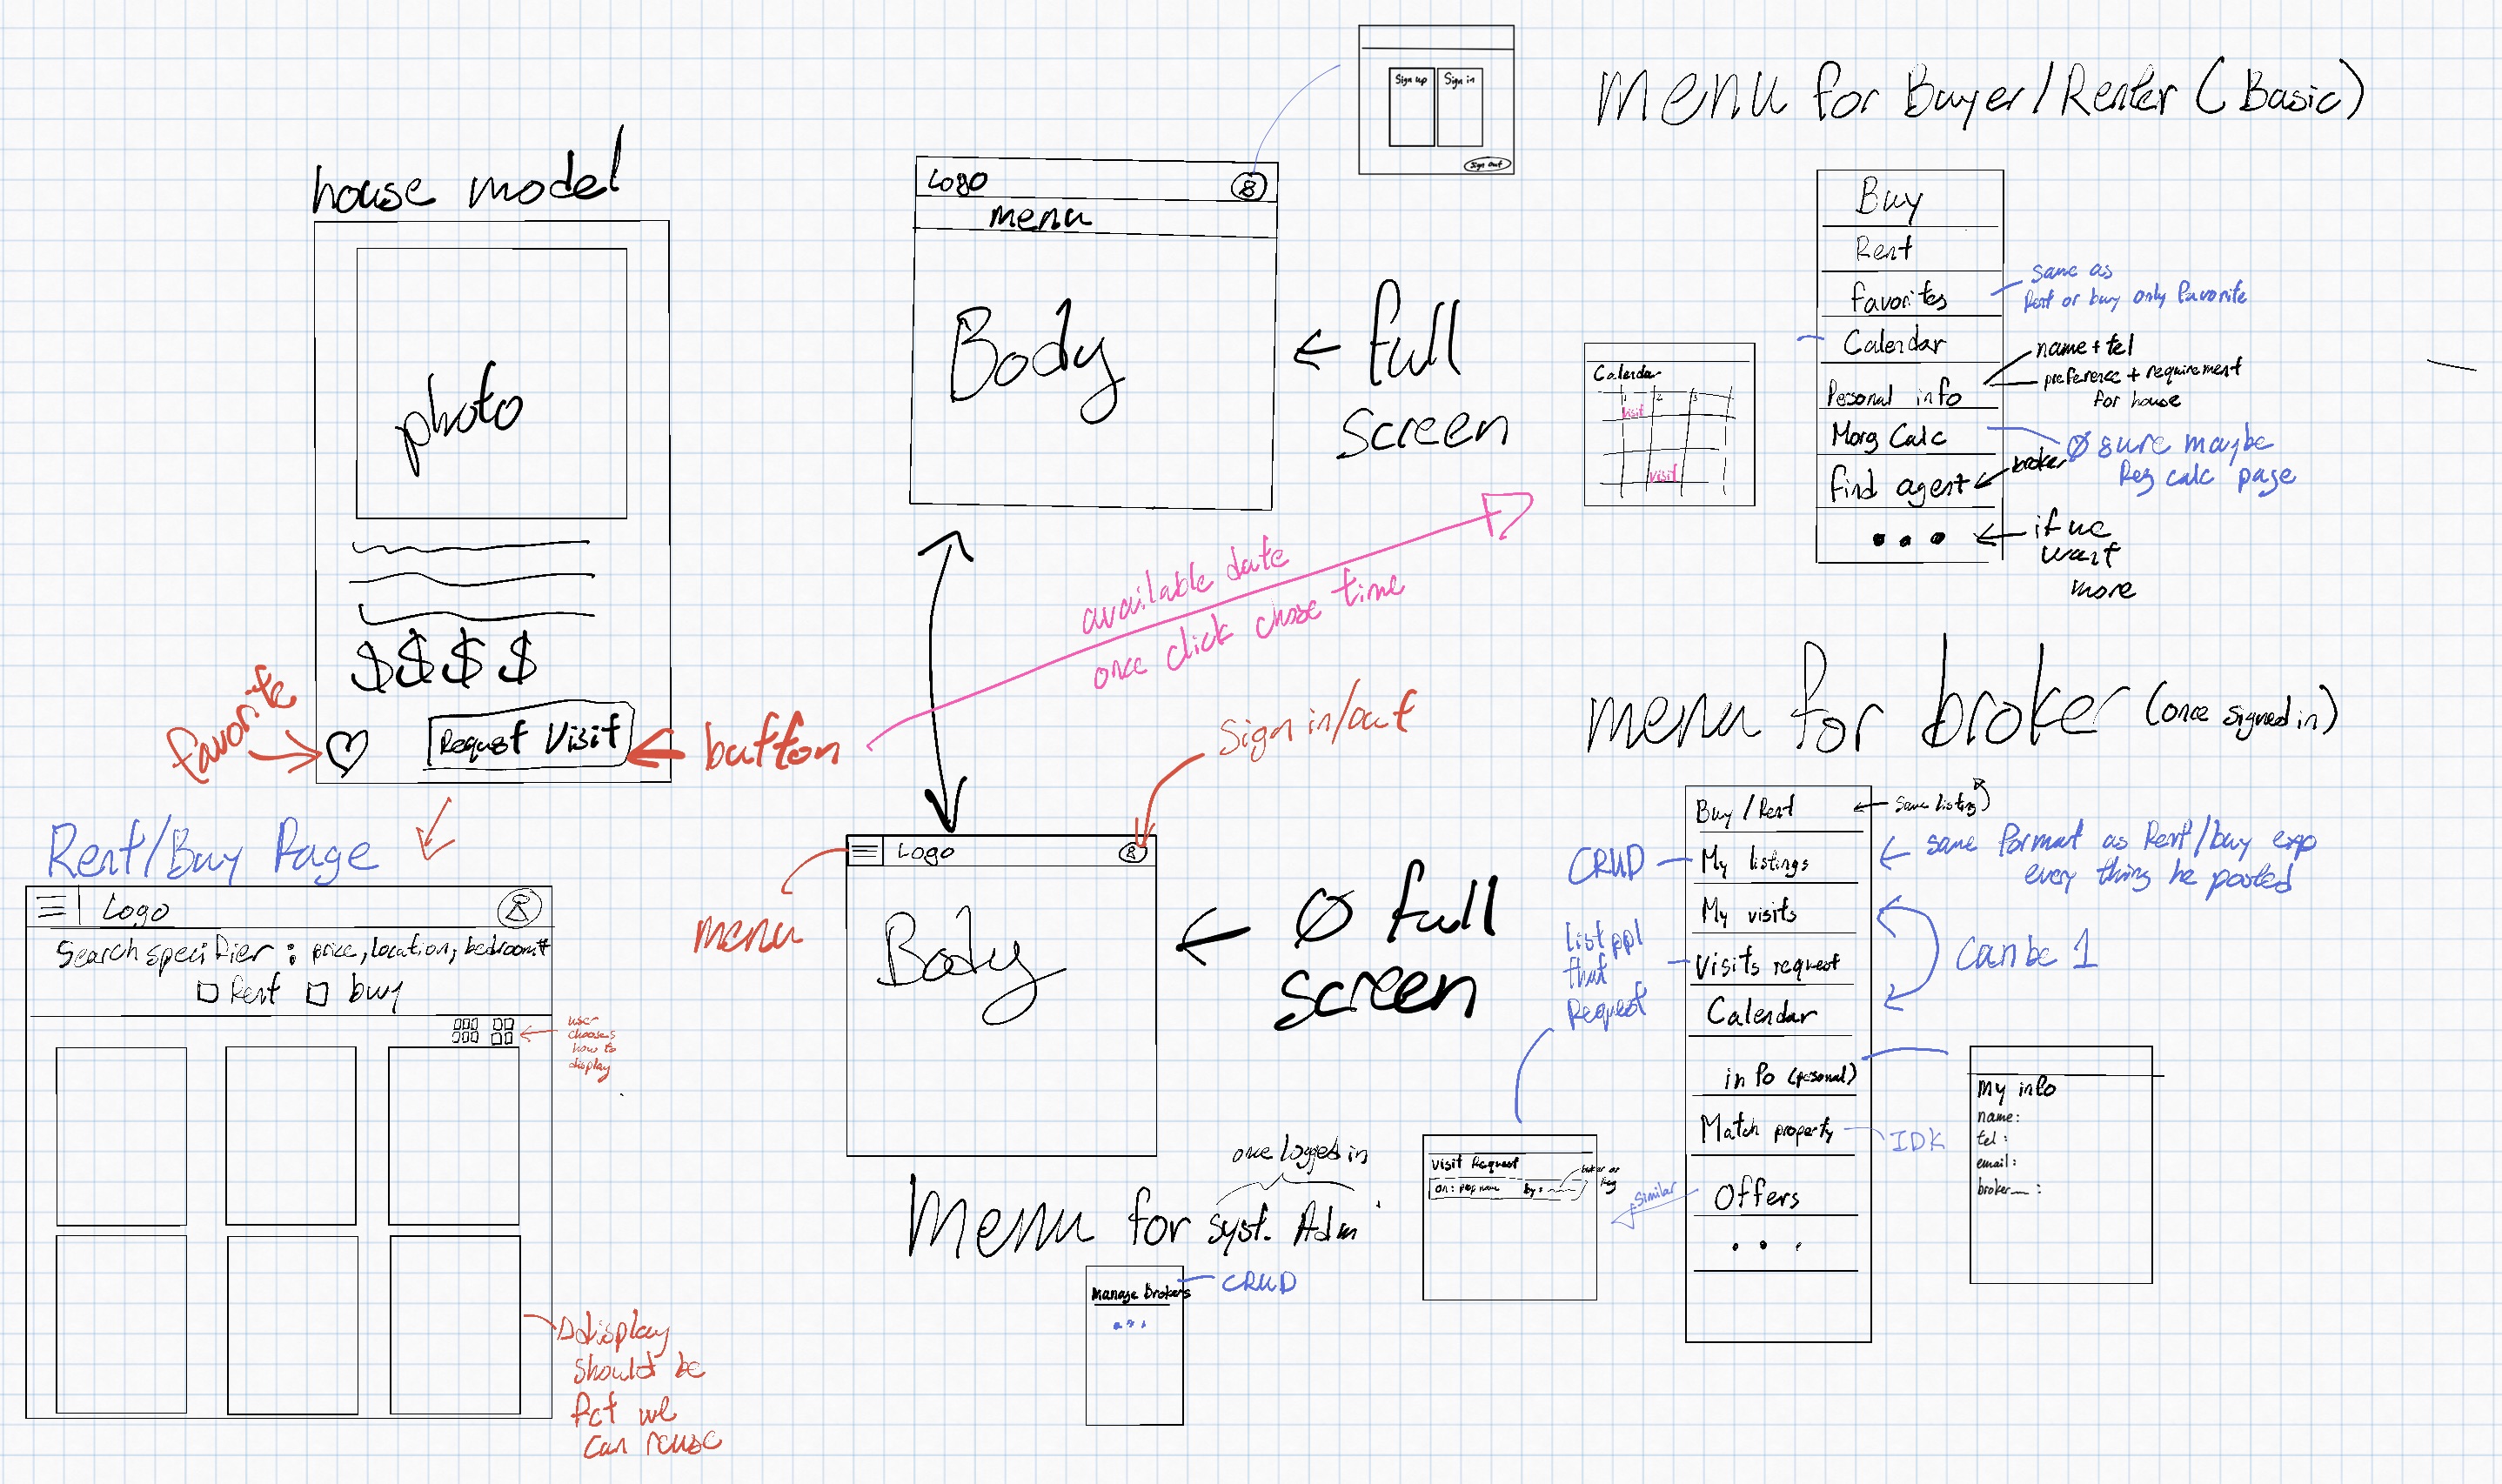 house model
photo
$ $ $ $
Request Visit
favorite
button
Rent/Buy Page
Logo
Search specifier : price, location, bedroom#
Rent buy
user
chooses
how to
display
display
should be
fct we
can reuse
Sign up
Sign in
Sign out
Logo
menu
Body
← full
screen
available date
once click chose time
Sign in/out
Logo
menu
Body
← Ø full
screen
once logged in
Menu for syst. Adm
Manage brokers
CRUD
menu for Buyer/Renter (Basic)
Buy
Rent
favorites
same as
Rent or buy only favorite
Calendar
Calendar
1 2 3
visit
visit
Personal info
name + tel
preference + requirement
for house
Morg Calc
Ø sure maybe
Reg calc page
find agent
broker
• • •
if we
want
more
menu for broker (once signed in)
Buy / Rent
same listing
My listings
CRUD
same format as Rent/buy exp
every thing he posted
My visits
Visits request
list ppl
that
Request
Calendar
Can be 1
info (pesonal)
My info
name:
tel:
email:
broker__ :
Match property
IDK
Offers
Similar
• • •
Visit Request
on: prop name by: